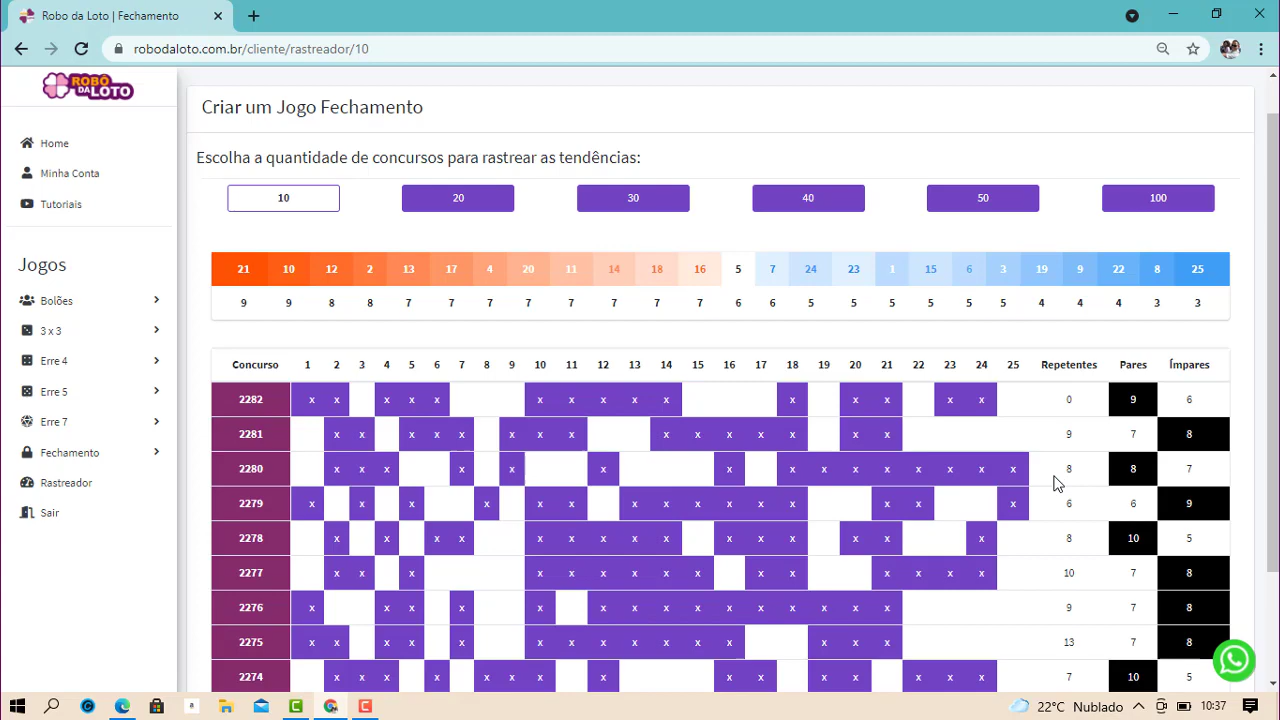 Robo da Loto | Fechamento
robodaloto.com.br/cliente/rastreador/10
ROBÔ DA LOTO
Home
Minha Conta
Tutoriais
Jogos
Bolões
3 x 3
Erre 4
Erre 5
Erre 7
Fechamento
Rastreador
Sair
Criar um Jogo Fechamento
Escolha a quantidade de concursos para rastrear as tendências:
10 20 30 40 50 100
21 10 12 2 13 17 4 20 11 14 18 16 5 7 24 23 1 15 6 3 19 9 22 8 25
9 9 8 8 7 7 7 7 7 7 7 7 6 6 5 5 5 5 5 5 4 4 4 3 3
Concurso 1 2 3 4 5 6 7 8 9 10 11 12 13 14 15 16 17 18 19 20 21 22 23 24 25 Repetentes Pares Ímpares
2282 x x x x x x x x x x x x x x x 0 9 6
2281 x x x x x x x x x x x x x x x 9 7 8
2280 x x x x x x x x x x x x x x x 8 8 7
2279 x x x x x x x x x x x x x x x 6 6 9
2278 x x x x x x x x x x x x x x x 8 10 5
2277 x x x x x x x x x x x x x x x 10 7 8
2276 x x x x x x x x x x x x x x x 9 7 8
2275 x x x x x x x x x x x x x x x 13 7 8
2274 x x x x x x x x x x x x x x x 7 10 5
22°C Nublado 10:37